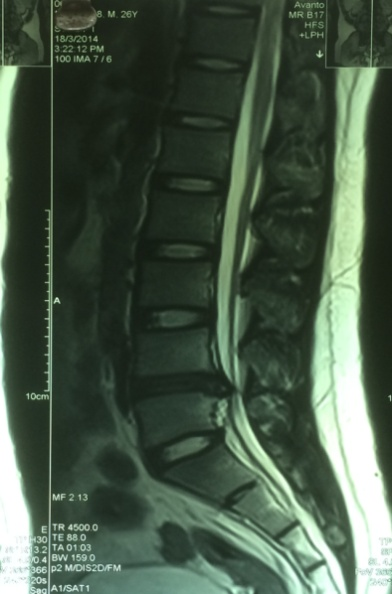 8. M. 26Y
18/3/2014
3:22:12 PM
100 IMA 7 / 6
Avanto
MR B17
HFS
+LPH
A
10cm
MF 2.13
TR 4500.0
TE 88.0
TA 01:03
BW 159.0
p2 M/DIS2D/FM
A1/SAT1